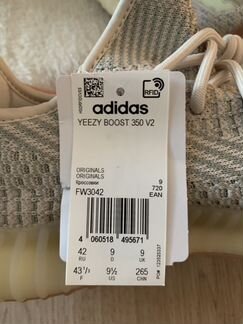 RFID
adidas
YEEZY BOOST 350 V2
ORIGINALS
ORIGINALS
Кроссовки
FW3042
9
720
EAN
4 060518 495671
42 9 9
RU D UK
43⅓ 9½ 265
F US CHN